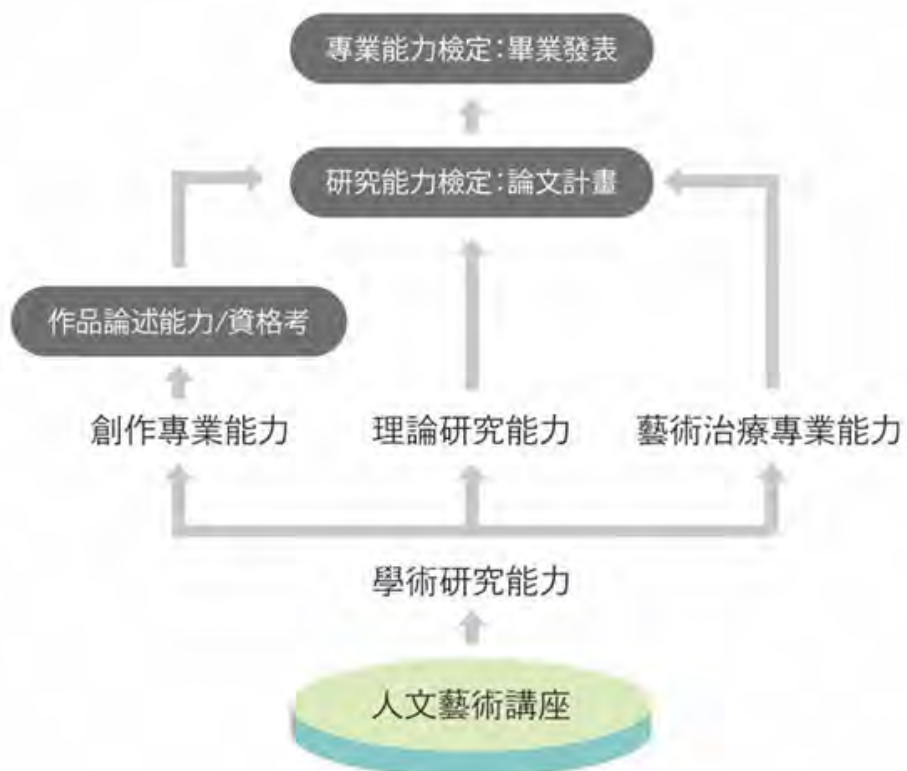 專業能力檢定:畢業發表
研究能力檢定:論文計畫
作品論述能力/資格考
創作專業能力
理論研究能力
藝術治療專業能力
學術研究能力
人文藝術講座